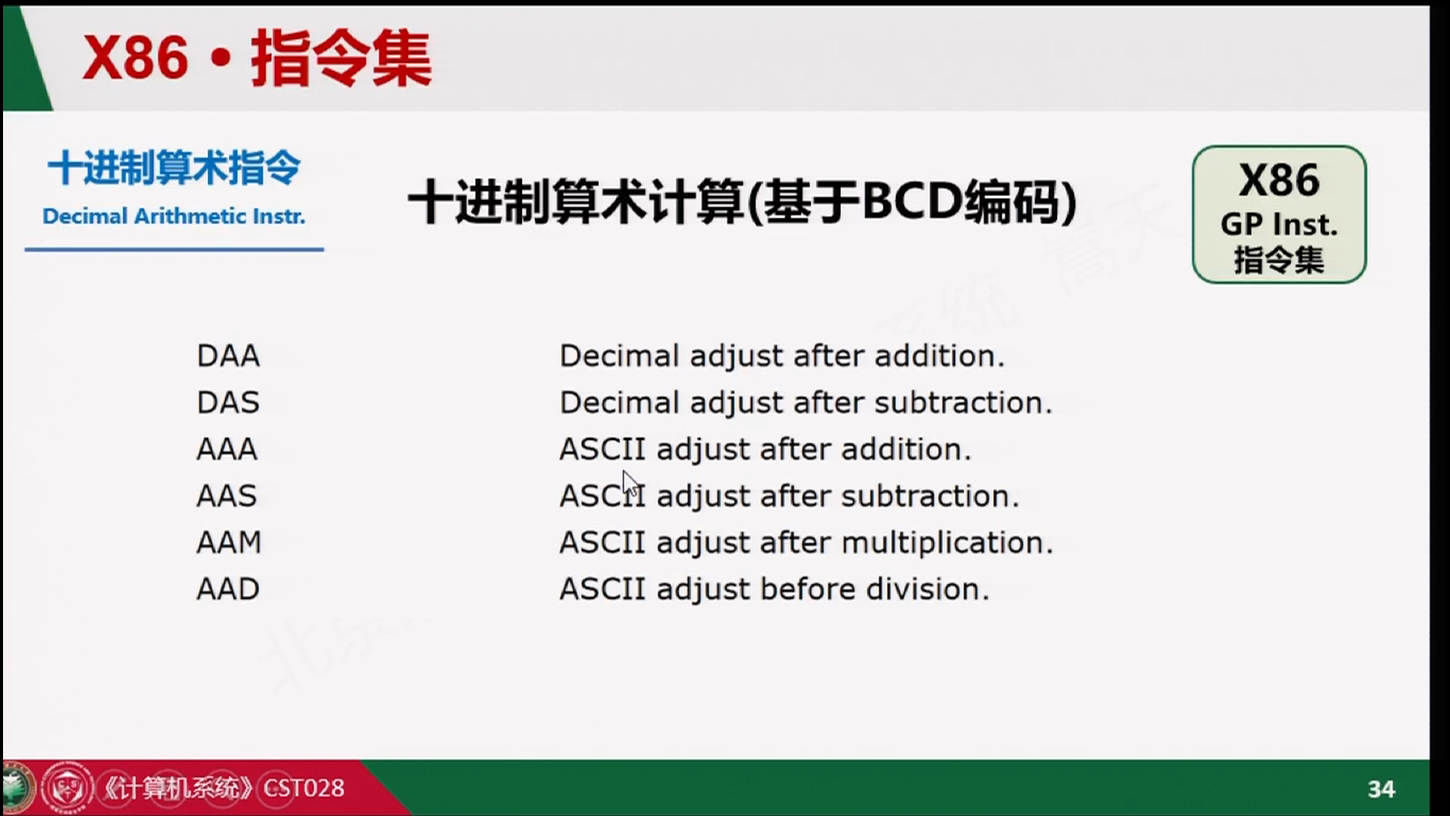 X86 • 指令集
十进制算术指令
Decimal Arithmetic Instr.
十进制算术计算(基于BCD编码)
X86
GP Inst.
指令集
DAA Decimal adjust after addition.
DAS Decimal adjust after subtraction.
AAA ASCII adjust after addition.
AAS ASCII adjust after subtraction.
AAM ASCII adjust after multiplication.
AAD ASCII adjust before division.
《计算机系统》CST028
34